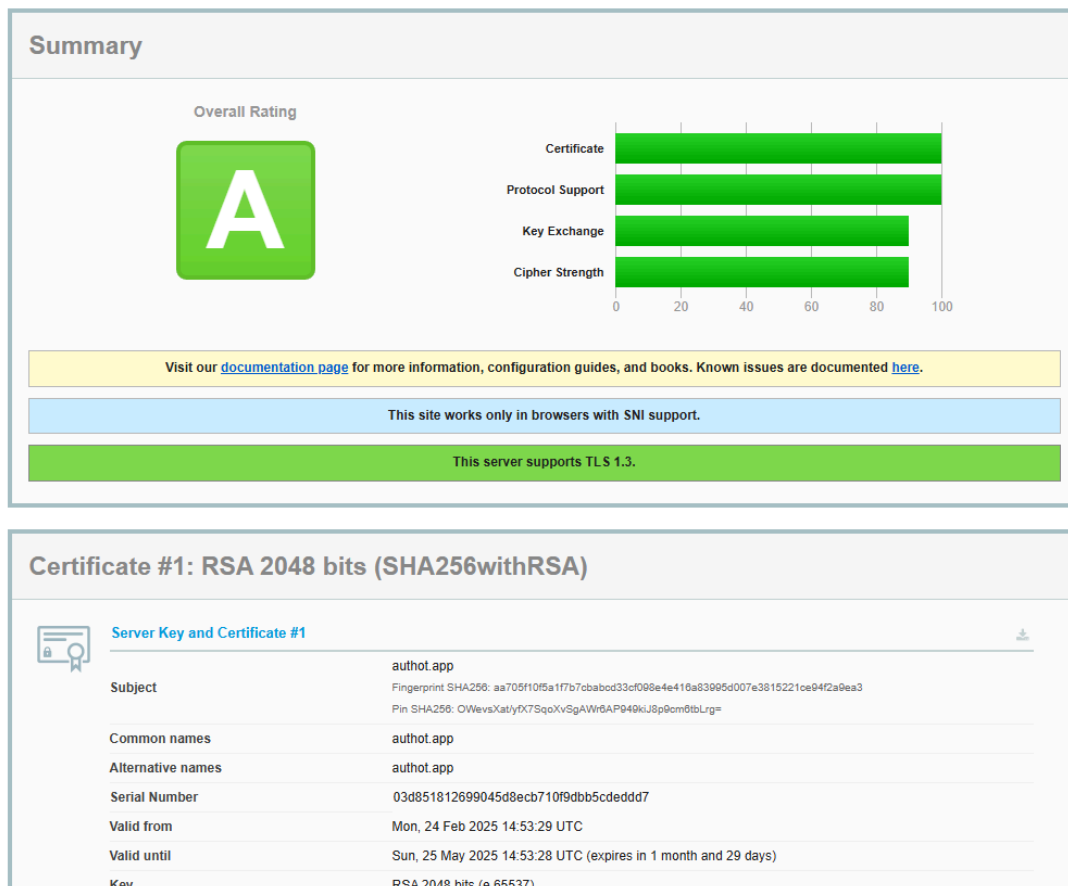 Summary
Overall Rating
A
Certificate
Protocol Support
Key Exchange
Cipher Strength
0 20 40 60 80 100
Visit our documentation page for more information, configuration guides, and books. Known issues are documented here.
This site works only in browsers with SNI support.
This server supports TLS 1.3.
Certificate #1: RSA 2048 bits (SHA256withRSA)
Server Key and Certificate #1
Subject
authot.app
Fingerprint SHA256: aa705f10f5a1f7b7cbabcd33cf098e4e416a83995d007e3815221ce94f2a9ea3
Pin SHA256: OWevsXat/yfX7SqoXvSgAWr6AP949kiJ8p9cm6tbLrg=
Common names authot.app
Alternative names authot.app
Serial Number 03d851812699045d8ecb710f9dbb5cdeddd7
Valid from Mon, 24 Feb 2025 14:53:29 UTC
Valid until Sun, 25 May 2025 14:53:28 UTC (expires in 1 month and 29 days)
Key RSA 2048 bits (e 65537)